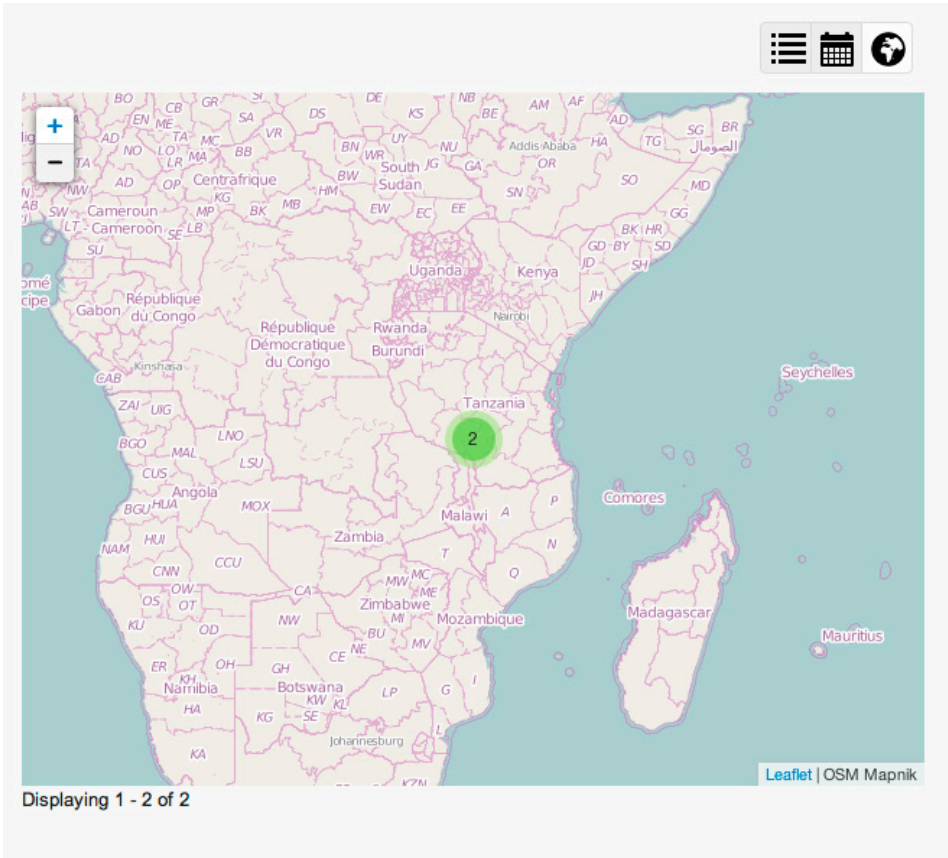 BO
CB
GR
DS
DE
KS
NB
BE
AM
AF
AD
EN
ME
SA
VR
TG
SG
BR
الصومال
AD
TA
MC
BN
UY
NU
Addis Ababa
HA
NO
LO
LR
MA
BB
WR
South Sudan
JG
GA
OR
TA
NW
AD
OP
Centrafrique
BW
HM
SN
SO
MD
AB
SW
Cameroun
Cameroon
LT
KG
MP
BK
MB
EW
EC
EE
GG
SE
LB
SU
BK
HR
GD
BY
SD
JD
SH
JH
Uganda
Kenya
Nairobi
omé
cipe
Gabon
République
du Congo
République
Démocratique
du Congo
Rwanda
Burundi
Kinshasa
CAB
Seychelles
Tanzania
2
ZAI
UIG
BGO
MAL
LNO
LSU
CUS
Angola
BGU
HUA
MOX
Malawi
A
P
Comores
NAM
HUI
CNN
CCU
Zambia
T
N
Q
OW
OS
OT
CA
MW
MC
ME
Zimbabwe
MI
Mozambique
Madagascar
Mauritius
KU
OD
NW
BU
NE
CE
MV
ER
OH
KH
Namibia
GH
Botswana
KW
KL
LP
G
I
HA
KG
SE
L
Johannesburg
KA
KZN
+
−
Leaflet | OSM Mapnik
Displaying 1 - 2 of 2